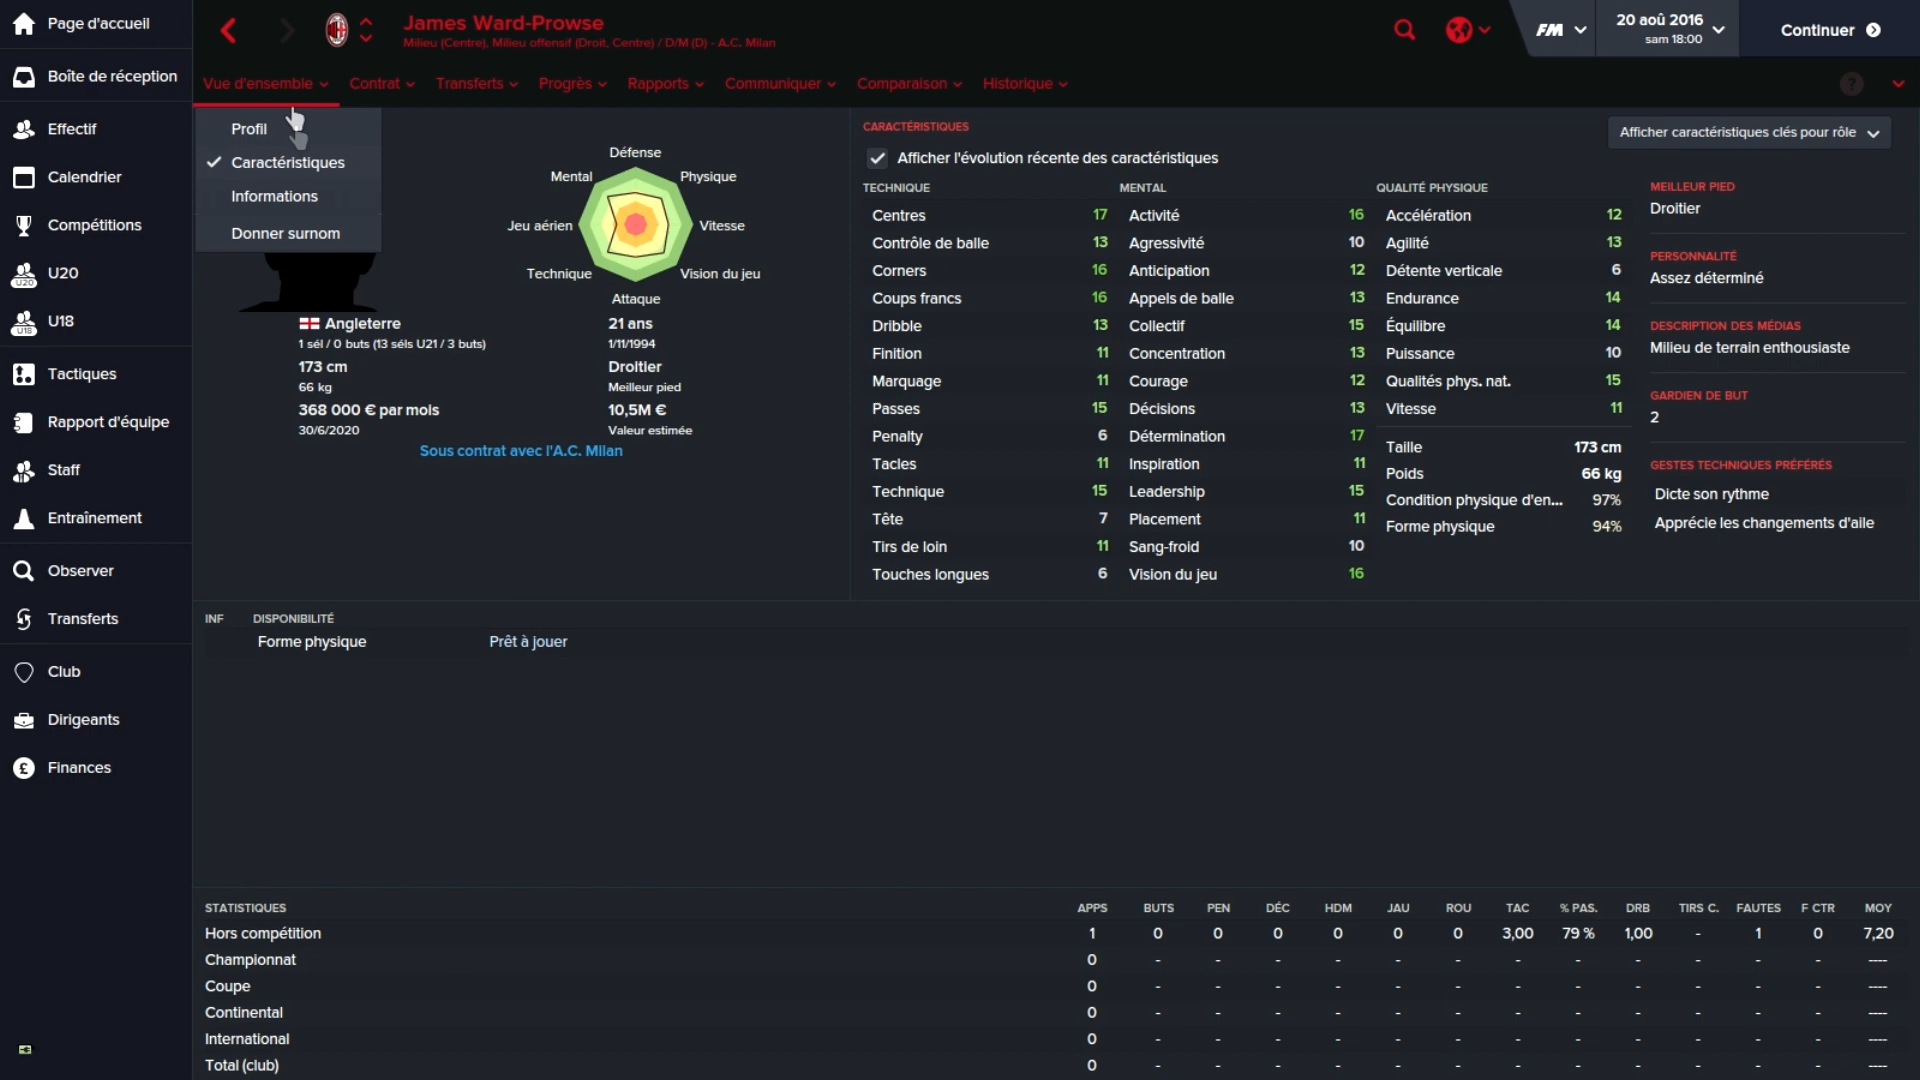 Page d'accueil
Boîte de réception
Effectif
Calendrier
Compétitions
U20
U20
U18
U18
Tactiques
Rapport d'équipe
Staff
Entraînement
Observer
Transferts
Club
Dirigeants
Finances
James Ward-Prowse
Milieu (Centre), Milieu offensif (Droit, Centre) / D/M (D) - A.C. Milan
FM
20 aoû 2016
sam 18:00
Continuer
Vue d'ensemble Contrat Transferts Progrès Rapports Communiquer Comparaison Historique
?
Profil
Caractéristiques
Informations
Donner surnom
Défense
Mental Physique
Jeu aérien Vitesse
Technique Vision du jeu
Attaque
Angleterre
1 sél / 0 buts (13 séls U21 / 3 buts)
173 cm
66 kg
368 000 € par mois
30/6/2020
21 ans
1/11/1994
Droitier
Meilleur pied
10,5M €
Valeur estimée
Sous contrat avec l'A.C. Milan
CARACTÉRISTIQUES
Afficher caractéristiques clés pour rôle
Afficher l'évolution récente des caractéristiques
TECHNIQUE
Centres 17
Contrôle de balle 13
Corners 16
Coups francs 16
Dribble 13
Finition 11
Marquage 11
Passes 15
Penalty 6
Tacles 11
Technique 15
Tête 7
Tirs de loin 11
Touches longues 6
MENTAL
Activité 16
Agressivité 10
Anticipation 12
Appels de balle 13
Collectif 15
Concentration 13
Courage 12
Décisions 13
Détermination 17
Inspiration 11
Leadership 15
Placement 11
Sang-froid 10
Vision du jeu 16
QUALITÉ PHYSIQUE
Accélération 12
Agilité 13
Détente verticale 6
Endurance 14
Équilibre 14
Puissance 10
Qualités phys. nat. 15
Vitesse 11
Taille 173 cm
Poids 66 kg
Condition physique d'en... 97%
Forme physique 94%
MEILLEUR PIED
Droitier
PERSONNALITÉ
Assez déterminé
DESCRIPTION DES MÉDIAS
Milieu de terrain enthousiaste
GARDIEN DE BUT
2
GESTES TECHNIQUES PRÉFÉRÉS
Dicte son rythme
Apprécie les changements d'aile
INF DISPONIBILITÉ
Forme physique Prêt à jouer
STATISTIQUES APPS BUTS PEN DÉC HDM JAU ROU TAC % PAS. DRB TIRS C. FAUTES F CTR MOY
Hors compétition 1 0 0 0 0 0 0 3,00 79 % 1,00 - 1 0 7,20
Championnat 0 - - - - - - - - - - - - ----
Coupe 0 - - - - - - - - - - - - ----
Continental 0 - - - - - - - - - - - - ----
International 0 - - - - - - - - - - - - ----
Total (club) 0 - - - - - - - - - - - - ----